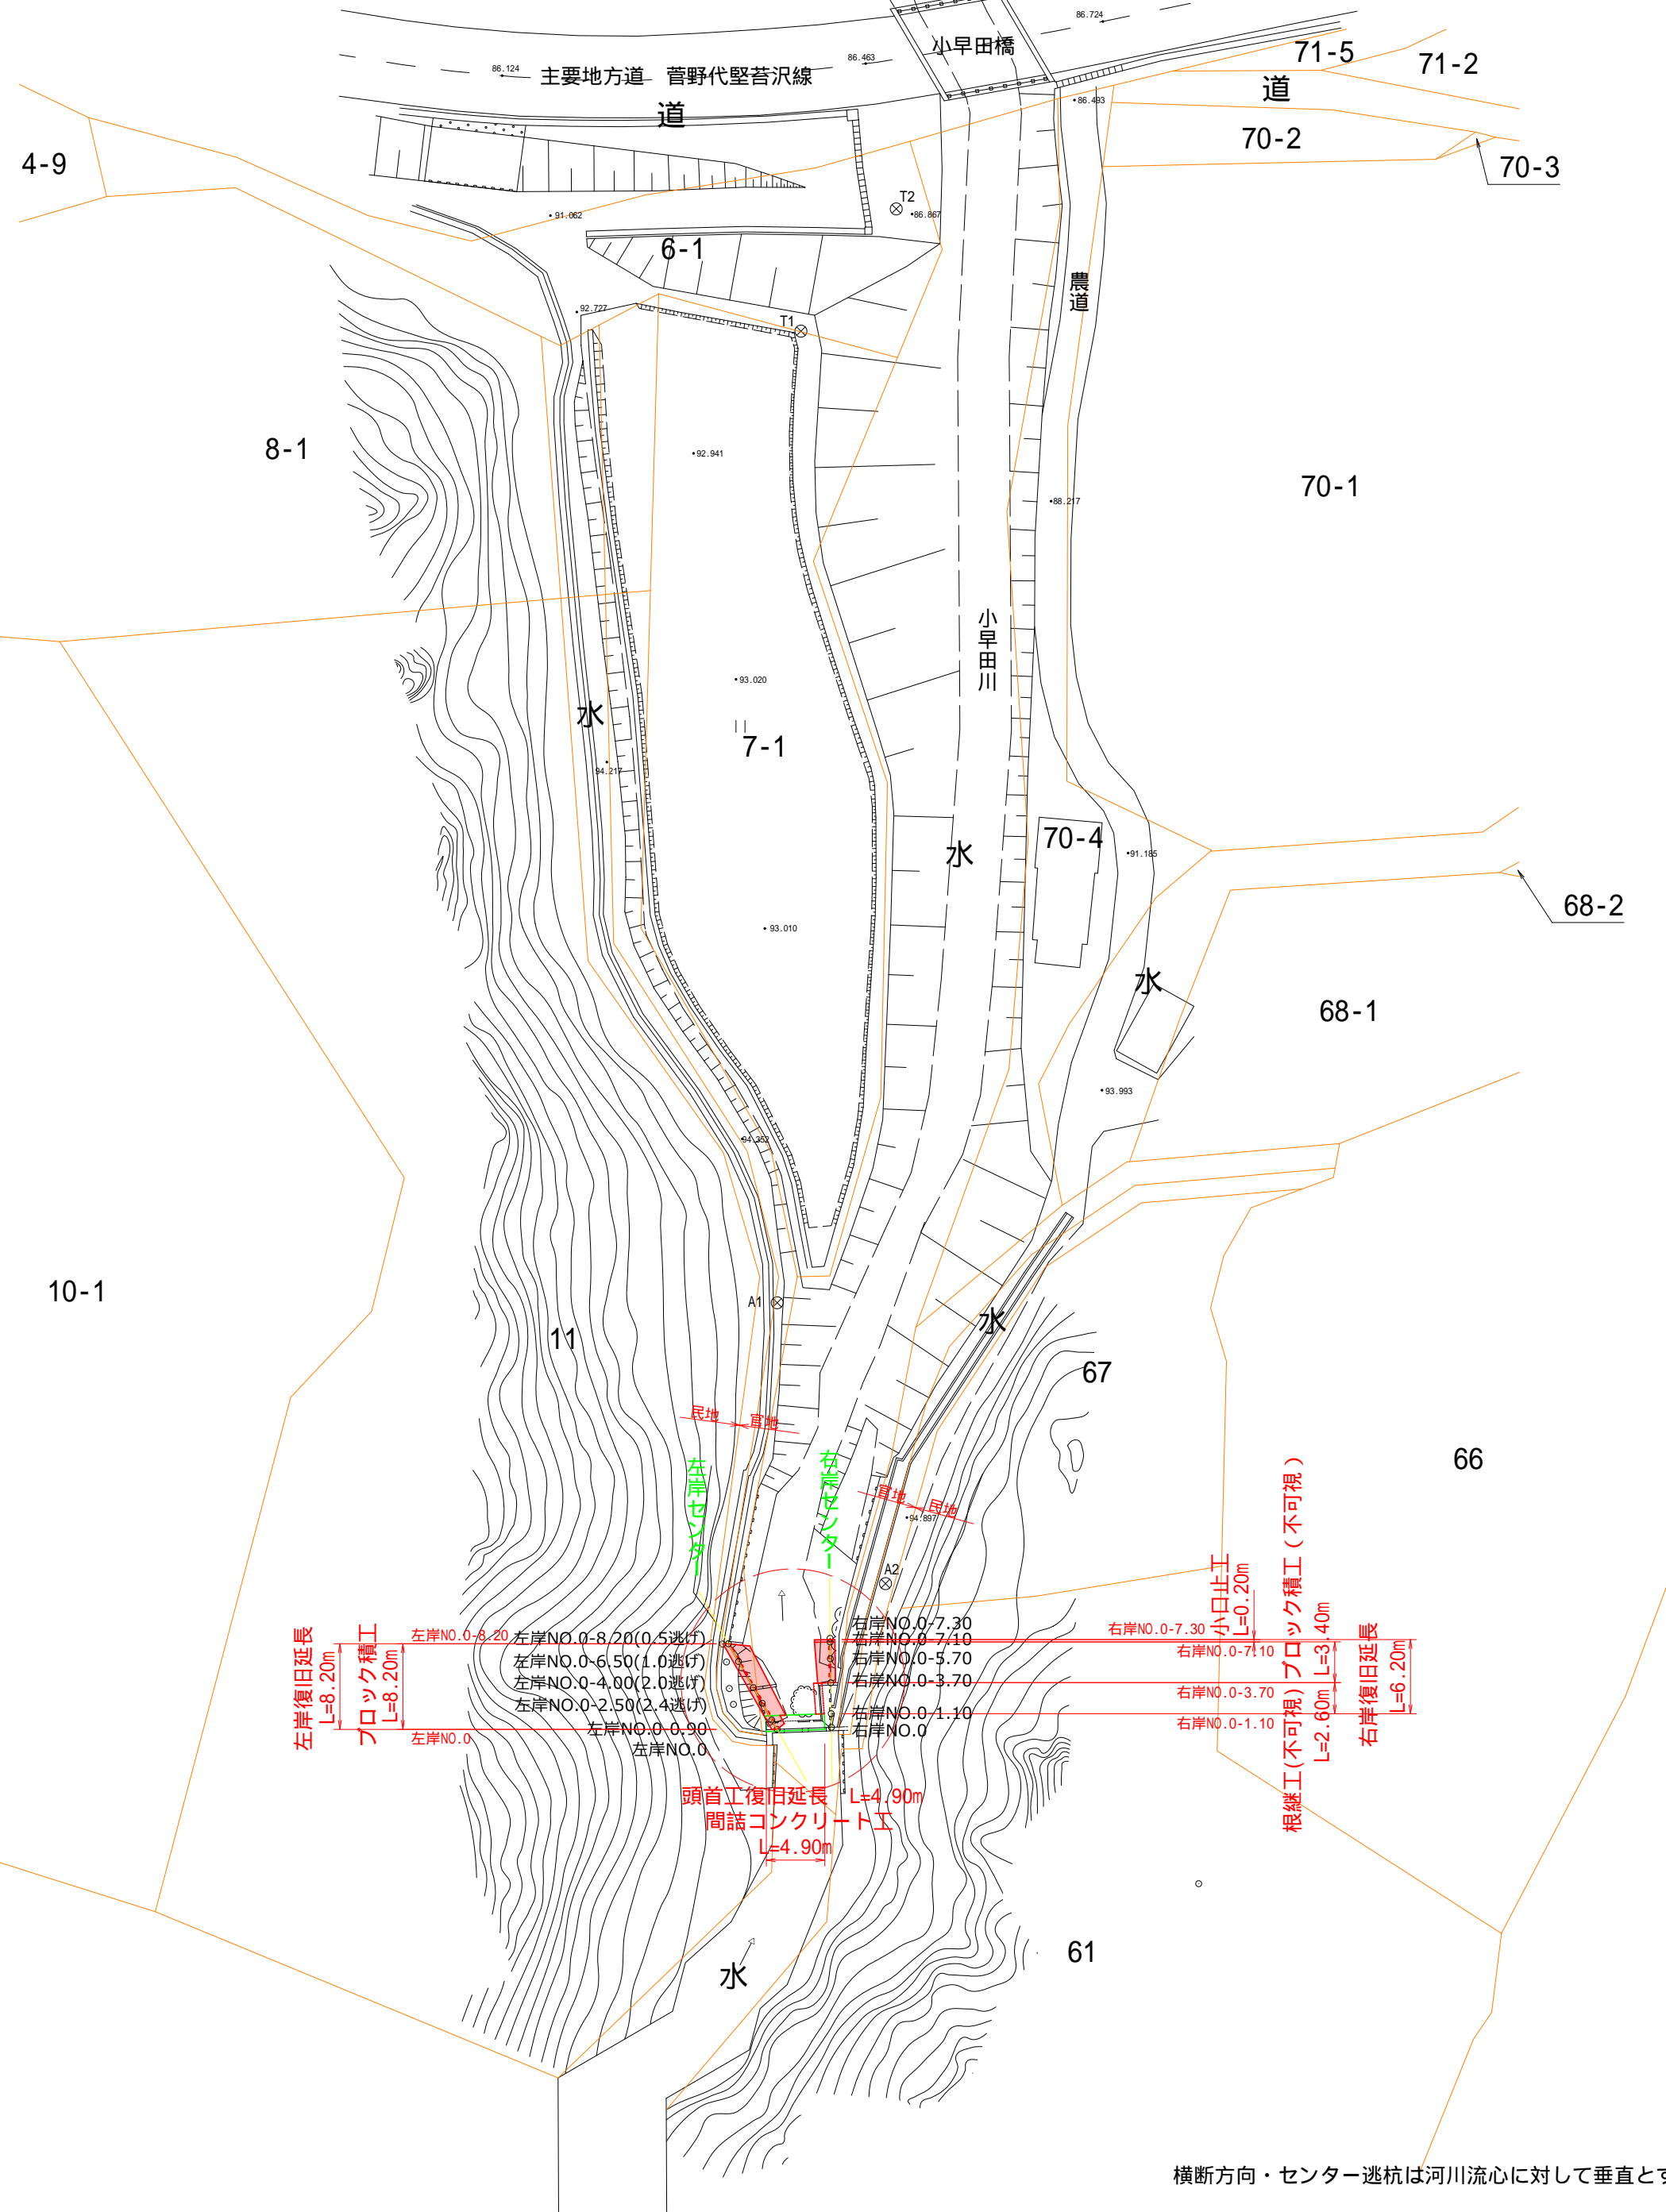 86.724
小早田橋
86.463
86.124
主要地方道　菅野代堅苔沢線
道
71-5
71-2
道
86.493
70-2
70-3
4-9
T2
86.867
91.062
6-1
農道
92.727
T1
8-1
92.941
70-1
88.217
小早田川
93.020
水
7-1
94.217
70-4
水
91.185
68-2
93.010
水
68-1
93.993
94.352
10-1
A1
水
11
67
民地
官地
左岸センター
右岸センター
66
官地
民地
94.897
A2
左岸復旧延長
L=8.20m
ブロック積工
L=8.20m
左岸NO.0-8.20
左岸NO.0
左岸NO.0-8.20(0.5逃げ)
左岸NO.0-6.50(1.0逃げ)
左岸NO.0-4.00(2.0逃げ)
左岸NO.0-2.50(2.4逃げ)
左岸NO.0-0.90
左岸NO.0
右岸NO.0-7.30
右岸NO.0-7.10
右岸NO.0-5.70
右岸NO.0-3.70
右岸NO.0-1.10
右岸NO.0
右岸NO.0-7.30
右岸NO.0-7.10
右岸NO.0-3.70
右岸NO.0-1.10
小口止工
L=0.20m
ブロック積工（不可視）
L=3.40m
根継工(不可視)
L=2.60m
右岸復旧延長
L=6.20m
頭首工復旧延長　L=4.90m
間詰コンクリート工
L=4.90m
61
水
横断方向・センター逃杭は河川流心に対して垂直とす